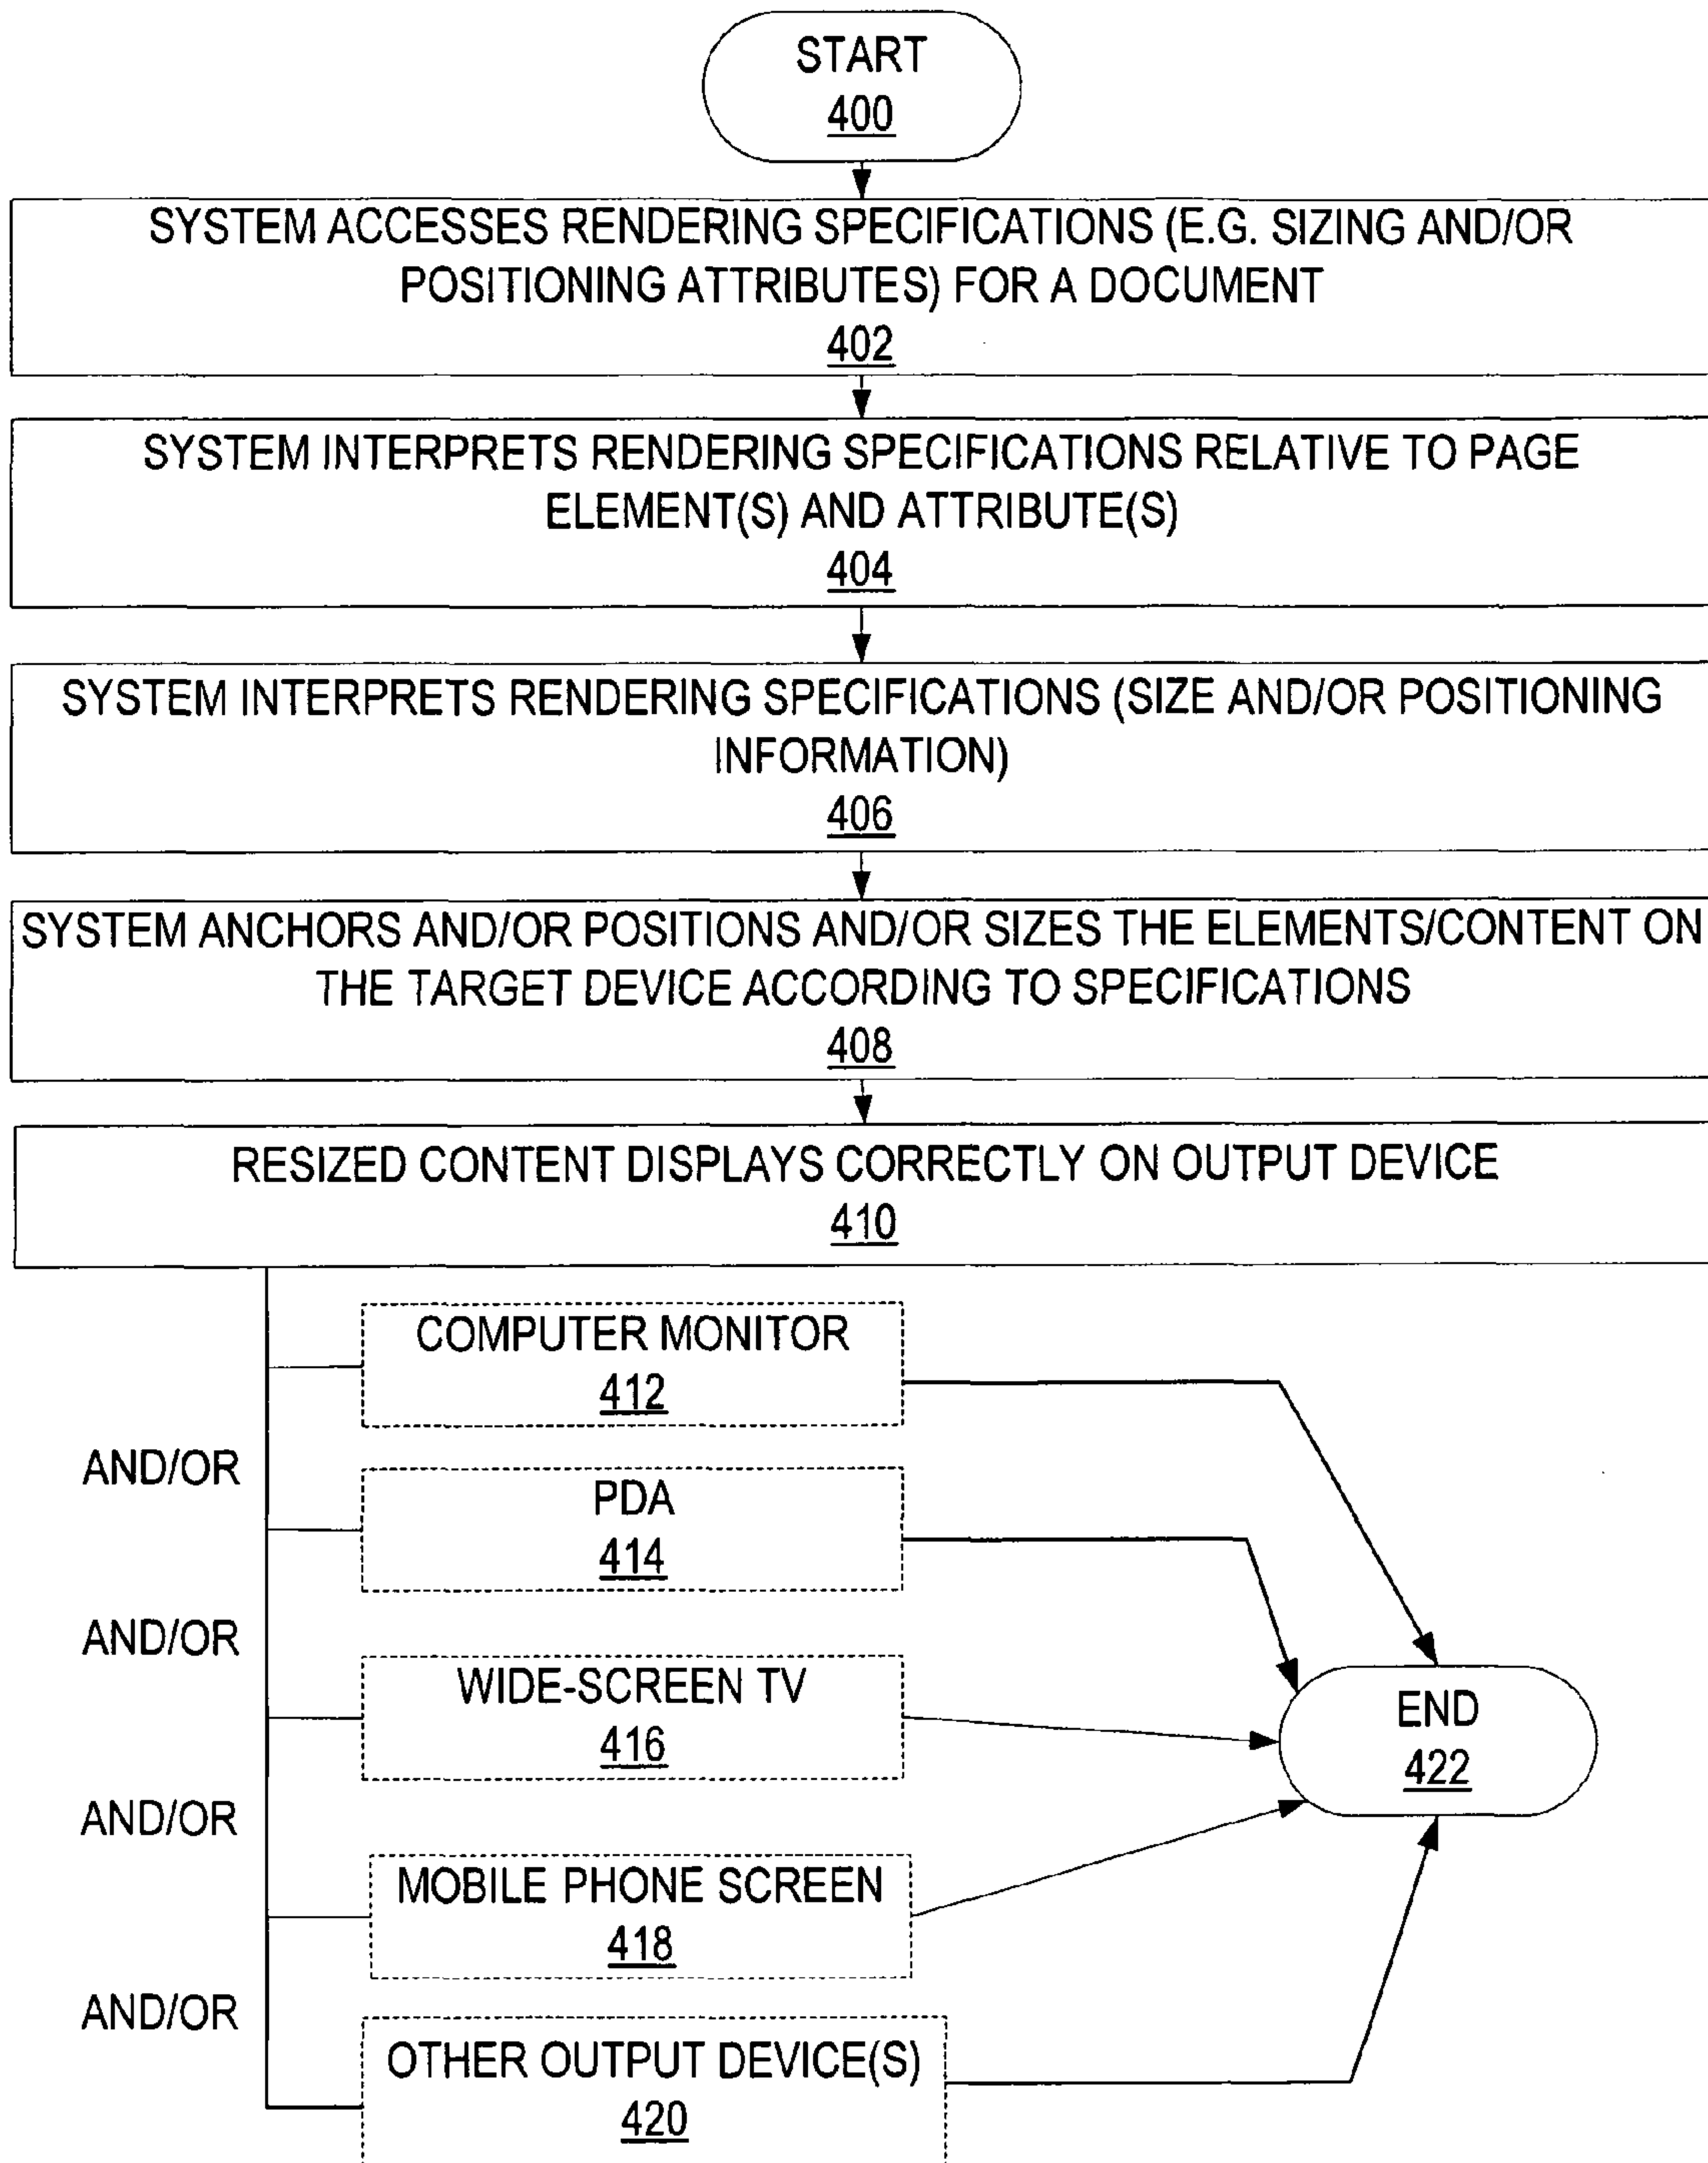 START
400
SYSTEM ACCESSES RENDERING SPECIFICATIONS (E.G. SIZING AND/OR
POSITIONING ATTRIBUTES) FOR A DOCUMENT
402
SYSTEM INTERPRETS RENDERING SPECIFICATIONS RELATIVE TO PAGE
ELEMENT(S) AND ATTRIBUTE(S)
404
SYSTEM INTERPRETS RENDERING SPECIFICATIONS (SIZE AND/OR POSITIONING
INFORMATION)
406
SYSTEM ANCHORS AND/OR POSITIONS AND/OR SIZES THE ELEMENTS/CONTENT ON
THE TARGET DEVICE ACCORDING TO SPECIFICATIONS
408
RESIZED CONTENT DISPLAYS CORRECTLY ON OUTPUT DEVICE
410
COMPUTER MONITOR
412
AND/OR
PDA
414
AND/OR
WIDE-SCREEN TV
416
END
422
AND/OR
MOBILE PHONE SCREEN
418
AND/OR
OTHER OUTPUT DEVICE(S)
420